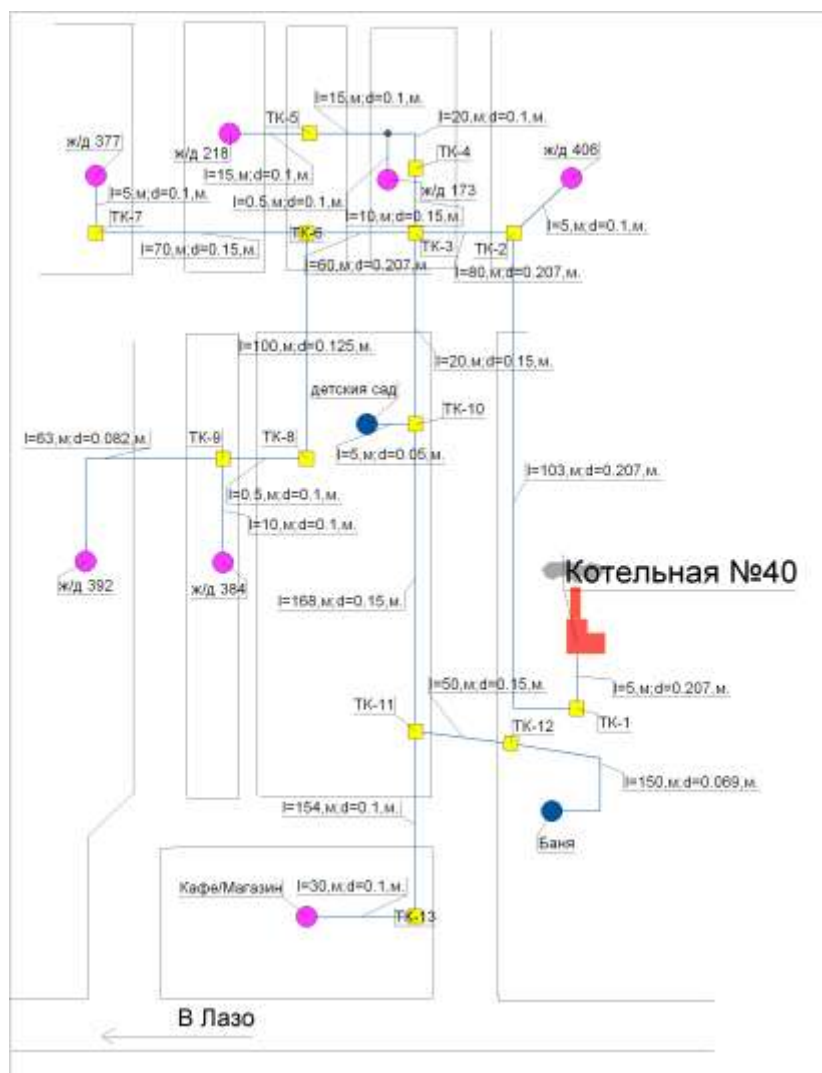 l=15,м;d=0.1,м.
ТК-5
l=20,м;d=0.1,м.
ж/д 377
ж/д 218
ТК-4
ж/д 406
l=15,м;d=0.1,м.
l=5,м;d=0.1,м.
l=0.5,м;d=0.1,м.
ж/д 173
ТК-7
l=10,м;d=0.15,м.
l=5,м;d=0.1,м.
ТК-6
ТК-3
ТК-2
l=70,м;d=0.15,м.
l=60,м;d=0.207,м.
l=80,м;d=0.207,м.
l=100,м;d=0.125,м.
l=20,м;d=0.15,м.
детский сад
ТК-10
l=63,м;d=0.082,м.
ТК-9
ТК-8
l=5,м;d=0.05,м.
l=103,м;d=0.207,м.
l=0,5,м;d=0.1,м.
l=10,м;d=0.1,м.
Котельная №40
ж/д 392
ж/д 384
l=168,м;d=0.15,м.
l=50,м;d=0.15,м.
l=5,м;d=0.207,м.
ТК-11
ТК-12
ТК-1
l=150,м;d=0.069,м.
l=154,м;d=0.1,м.
Баня
Кафе/Магазин
l=30,м;d=0.1,м.
ТК-13
В Лазо